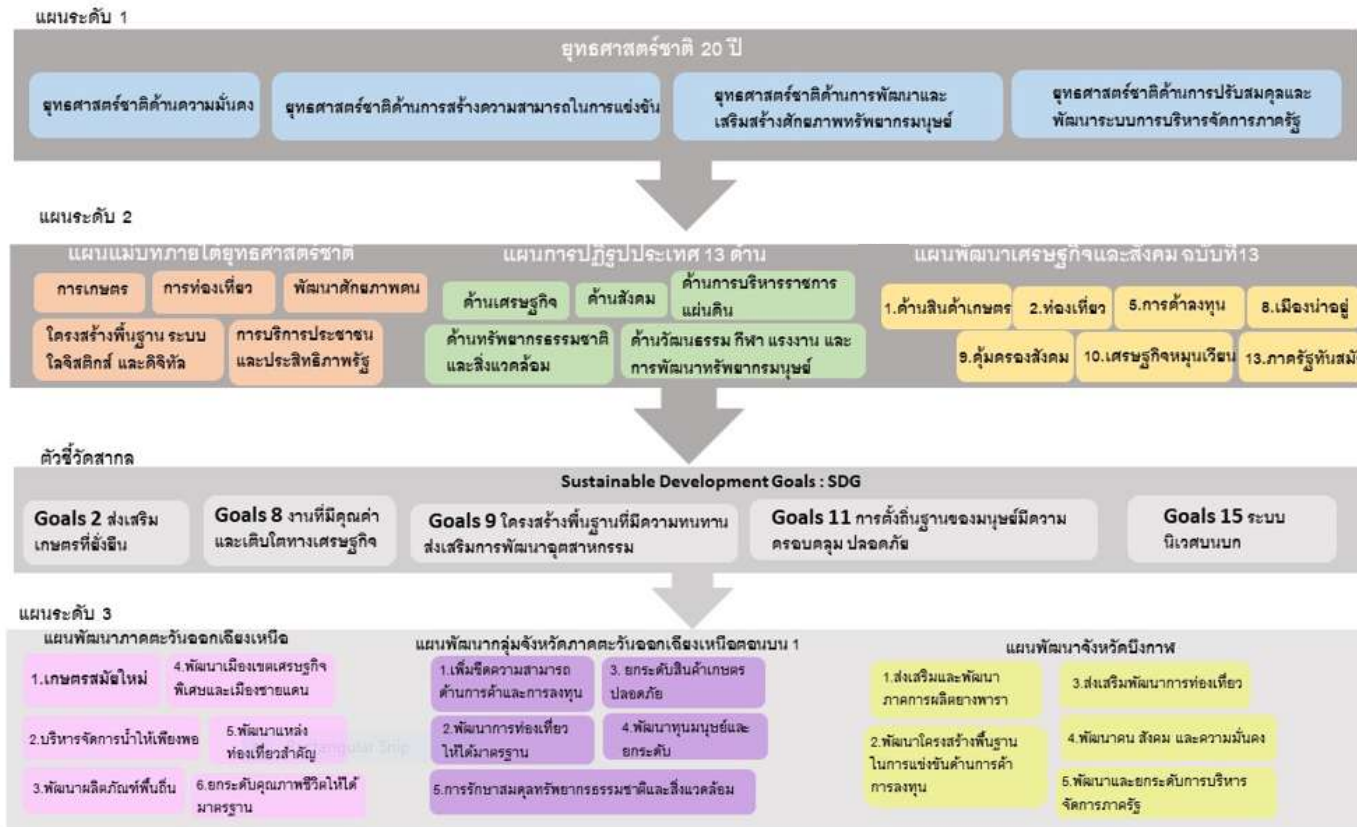 แผนระดับ 1
ยุทธศาสตร์ชาติ 20 ปี
ยุทธศาสตร์ชาติด้านความมั่นคง
ยุทธศาสตร์ชาติด้านการสร้างความสามารถในการแข่งขัน
ยุทธศาสตร์ชาติด้านการพัฒนาและ
เสริมสร้างศักยภาพทรัพยากรมนุษย์
ยุทธศาสตร์ชาติด้านการปรับสมดุลและ
พัฒนาระบบการบริหารจัดการภาครัฐ
แผนระดับ 2
แผนแม่บทภายใต้ยุทธศาสตร์ชาติ
การเกษตร
การท่องเที่ยว
พัฒนาศักยภาพคน
โครงสร้างพื้นฐาน ระบบ
โลจิสติกส์ และดิจิทัล
การบริการประชาชน
และประสิทธิภาพรัฐ
แผนการปฏิรูปประเทศ 13 ด้าน
ด้านเศรษฐกิจ
ด้านสังคม
ด้านการบริหารราชการ
แผ่นดิน
ด้านทรัพยากรธรรมชาติ
และสิ่งแวดล้อม
ด้านวัฒนธรรม กีฬา แรงงาน และ
การพัฒนาทรัพยากรมนุษย์
แผนพัฒนาเศรษฐกิจและสังคม ฉบับที่13
1.ด้านสินค้าเกษตร
2.ท่องเที่ยว
5.การค้าลงทุน
8.เมืองน่าอยู่
9.คุ้มครองสังคม
10.เศรษฐกิจหมุนเวียน
13.ภาครัฐทันสมั
ตัวชี้วัดสากล
Sustainable Development Goals : SDG
Goals 2 ส่งเสริม
เกษตรที่ยั่งยืน
Goals 8 งานที่มีคุณค่า
และเติบโตทางเศรษฐกิจ
Goals 9 โครงสร้างพื้นฐานที่มีความทนทาน
ส่งเสริมการพัฒนาอุตสาหกรรม
Goals 11 การตั้งถิ่นฐานของมนุษย์มีความ
ครอบคลุม ปลอดภัย
Goals 15 ระบบ
นิเวศบนบก
แผนระดับ 3
แผนพัฒนาภาคตะวันออกเฉียงเหนือ
1.เกษตรสมัยใหม่
4.พัฒนาเมืองเขตเศรษฐกิจ
พิเศษและเมืองชายแดน
2.บริหารจัดการน้ำให้เพียงพอ
5.พัฒนาแหล่ง
ท่องเที่ยวสำคัญ
3.พัฒนาผลิตภัณฑ์พื้นถิ่น
6.ยกระดับคุณภาพชีวิตให้ได้
มาตรฐาน
แผนพัฒนากลุ่มจังหวัดภาคตะวันออกเฉียงเหนือตอนบน 1
1.เพิ่มขีดความสามารถ
ด้านการค้าและการลงทุน
3. ยกระดับสินค้าเกษตร
ปลอดภัย
2.พัฒนาการท่องเที่ยว
ให้ได้มาตรฐาน
4.พัฒนาทุนมนุษย์และ
ยกระดับ
5.การรักษาสมดุลทรัพยากรธรรมชาติและสิ่งแวดล้อม
แผนพัฒนาจังหวัดบึงกาฬ
1.ส่งเสริมและพัฒนา
ภาคการผลิตยางพารา
3.ส่งเสริมพัฒนาการท่องเที่ยว
2.พัฒนาโครงสร้างพื้นฐาน
ในการแข่งขันด้านการค้า
การลงทุน
4.พัฒนาคน สังคม และความมั่นคง
5.พัฒนาและยกระดับการบริหาร
จัดการภาครัฐ